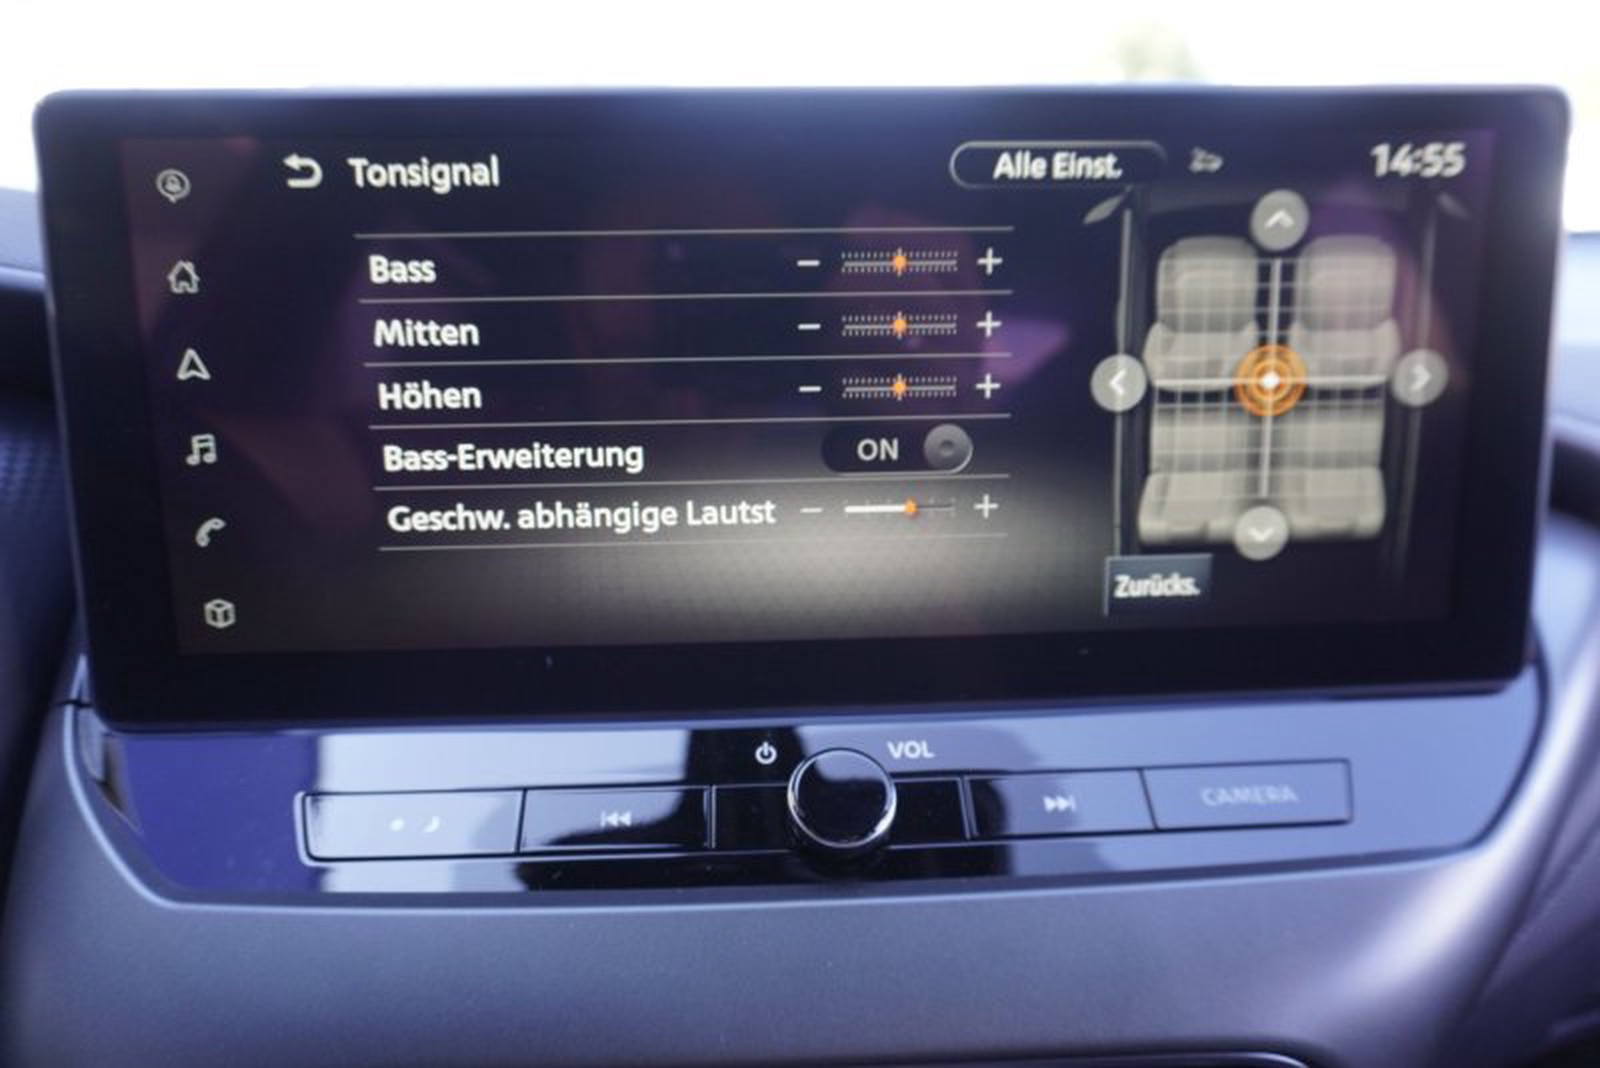 Tonsignal
Alle Einst.
14:55
Bass
Mitten
Höhen
Bass-Erweiterung ON
Geschw. abhängige Lautst
Zurücks.
VOL
CAMERA